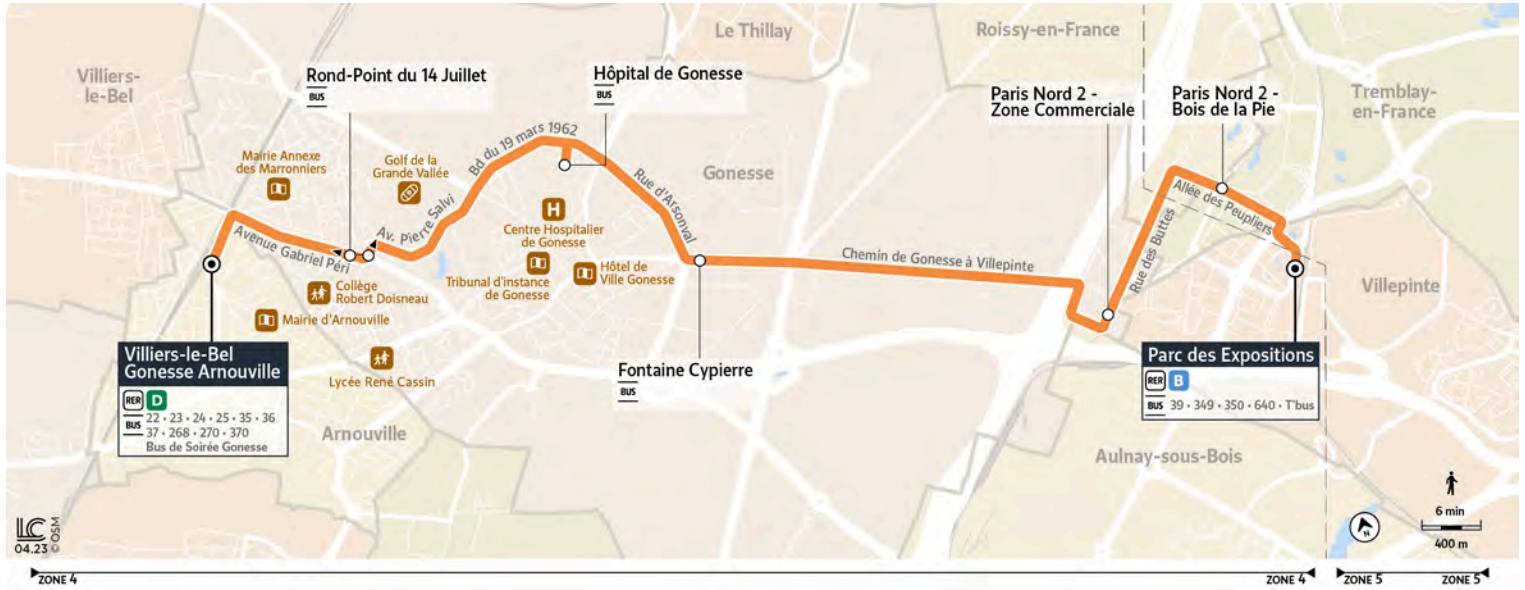 Villiers-
le-Bel
Rond-Point du 14 Juillet
BUS
Le Thillay
Hôpital de Gonesse
BUS
Roissy-en-France
Paris Nord 2 -
Zone Commerciale
Paris Nord 2 -
Bois de la Pie
Tremblay-
en-France
Mairie Annexe
des Marronniers
Golf de la
Grande Vallée
Bd du 19 mars 1962
Av. Pierre Salvi
Rue d'Arsonval
Gonesse
Avenue Gabriel Péri
H
Centre Hospitalier
de Gonesse
Tribunal d'instance
de Gonesse
Hôtel de
Ville Gonesse
Chemin de Gonesse à Villepinte
Rue des Buttes
Allée des Peupliers
Villepinte
Collège
Robert Doisneau
Mairie d'Arnouville
Lycée René Cassin
Villiers-le-Bel
Gonesse Arnouville
RER D
BUS
22 • 23 • 24 • 25 • 35 • 36
37 • 268 • 270 • 370
Bus de Soirée Gonesse
Arnouville
Fontaine Cypierre
BUS
Parc des Expositions
RER B
BUS 39 • 349 • 350 • 640 • T'bus
Aulnay-sous-Bois
LC
04.23 © OSM
N
6 min
400 m
ZONE 4
ZONE 4
ZONE 5
ZONE 5